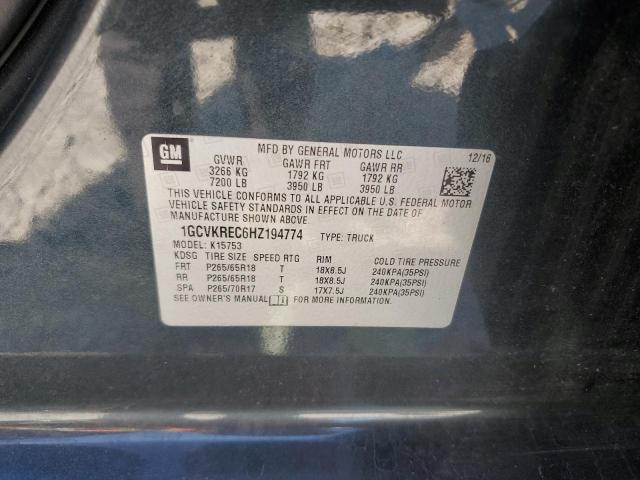 GM
MFD BY GENERAL MOTORS LLC 12/16
GVWR GAWR FRT GAWR RR
3266 KG 1792 KG 1792 KG
7200 LB 3950 LB 3950 LB
THIS VEHICLE CONFORMS TO ALL APPLICABLE U.S. FEDERAL MOTOR
VEHICLE SAFETY STANDARDS IN EFFECT ON THE DATE OF
MANUFACTURE SHOWN ABOVE.
1GCVKREC6HZ194774 TYPE: TRUCK
MODEL: K15753
KDSG TIRE SIZE SPEED RTG RIM COLD TIRE PRESSURE
FRT P265/65R18 T 18X8.5J 240KPA(35PSI)
RR P265/65R18 T 18X8.5J 240KPA(35PSI)
SPA P265/70R17 S 17X7.5J 240KPA(35PSI)
SEE OWNER'S MANUAL FOR MORE INFORMATION.